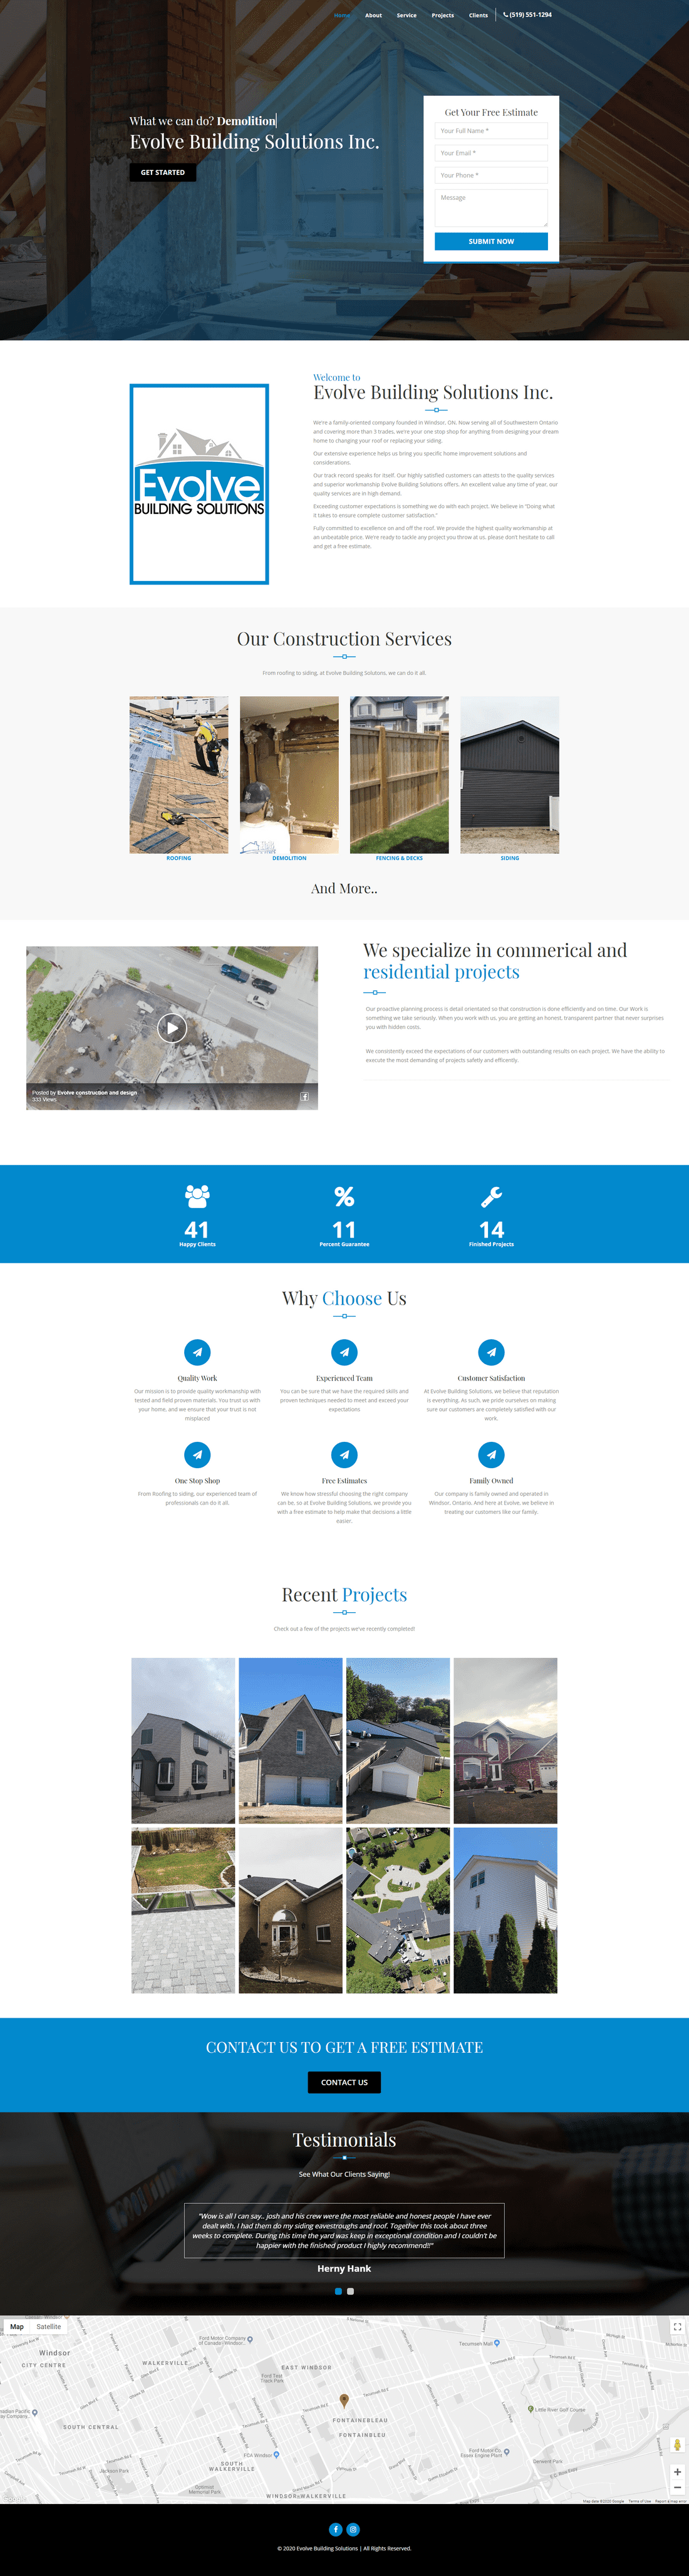 Home About Service Projects Clients (519) 551-1294
What we can do? Demolition
Evolve Building Solutions Inc.
GET STARTED
Get Your Free Estimate
Your Full Name *
Your Email *
Your Phone *
Message
SUBMIT NOW
Welcome to
Evolve Building Solutions Inc.
Evolve
BUILDING SOLUTIONS
We're a family-oriented company founded in Windsor, ON. Now serving all of Southwestern Ontario
and covering more than 3 trades, we're your one stop shop for anything from designing your dream
home to changing your roof or replacing your siding.
Our extensive experience helps us bring you specific home improvement solutions and
considerations.
Our track record speaks for itself. Our highly satisfied customers can attests to the quality services
and superior workmanship Evolve Building Solutions offers. An excellent value any time of year, our
quality services are in high demand.
Exceeding customer expectations is something we do with each project. We believe in "Doing what
it takes to ensure complete customer satisfaction."
Fully committed to excellence on and off the roof. We provide the highest quality workmanship at
an unbeatable price. We're ready to tackle any project you throw at us, please don't hesitate to call
and get a free estimate.
Our Construction Services
From roofing to siding, at Evolve Building Solutons, we can do it all.
ROOFING
DEMOLITION
FENCING & DECKS
SIDING
And More..
We specialize in commerical and
residential projects
Our proactive planning process is detail orientated so that construction is done efficiently and on time. Our Work is
something we take seriously. When you work with us, you are getting an honest, transparent partner that never surprises
you with hidden costs.
We consistently exceed the expectations of our customers with outstanding results on each project. We have the ability to
execute the most demanding of projects safetly and efficently.
Posted by Evolve construction and design
333 Views
41
Happy Clients
11
Percent Guarantee
14
Finished Projects
Why Choose Us
Quality Work
Our mission is to provide quality workmanship with
tested and field proven materials. You trust us with
your home, and we ensure that your trust is not
misplaced
Experienced Team
You can be sure that we have the required skills and
proven techniques needed to meet and exceed your
expectations
Customer Satisfaction
At Evolve Building Solutions, we believe that reputation
is everything. As such, we pride ourselves on making
sure our customers are completely satisfied with our
work.
One Stop Shop
From Roofing to siding, our experienced team of
professionals can do it all.
Free Estimates
We know how stressful choosing the right company
can be, so at Evolve Building Solutions, we provide you
with a free estimate to help make that decisions a little
easier.
Family Owned
Our company is family owned and operated in
Windsor, Ontario. And here at Evolve, we believe in
treating our customers like our family.
Recent Projects
Check out a few of the projects we've recently completed!
CONTACT US TO GET A FREE ESTIMATE
CONTACT US
Testimonials
See What Our Clients Saying!
"Wow is all I can say.. josh and his crew were the most reliable and honest people I have ever
dealt with. I had them do my siding eavestroughs and roof. Together this took about three
weeks to complete. During this time the yard was keep in exceptional condition and I couldn't be
happier with the finished product I highly recommend!!"
Herny Hank
Map Satellite
Windsor
CITY CENTRE
WALKERVILLE
Ford Motor Company
of Canada | Windsor...
EAST WINDSOR
Ford Test
Track Park
Tecumseh Mall
Little River Golf Course
FONTAINEBLEAU
FONTAINBLEU
SOUTH CENTRAL
FCA Windsor
SOUTH
WALKERVILLE
Jackson Park
Optimist
Memorial Park
WINDSOR-WALKERVILLE
Ford Motor Co.
Essex Engine Plant
Derwent Park
Map data ©2020 Google Terms of Use Report a map error
© 2020 Evolve Building Solutions | All Rights Reserved.